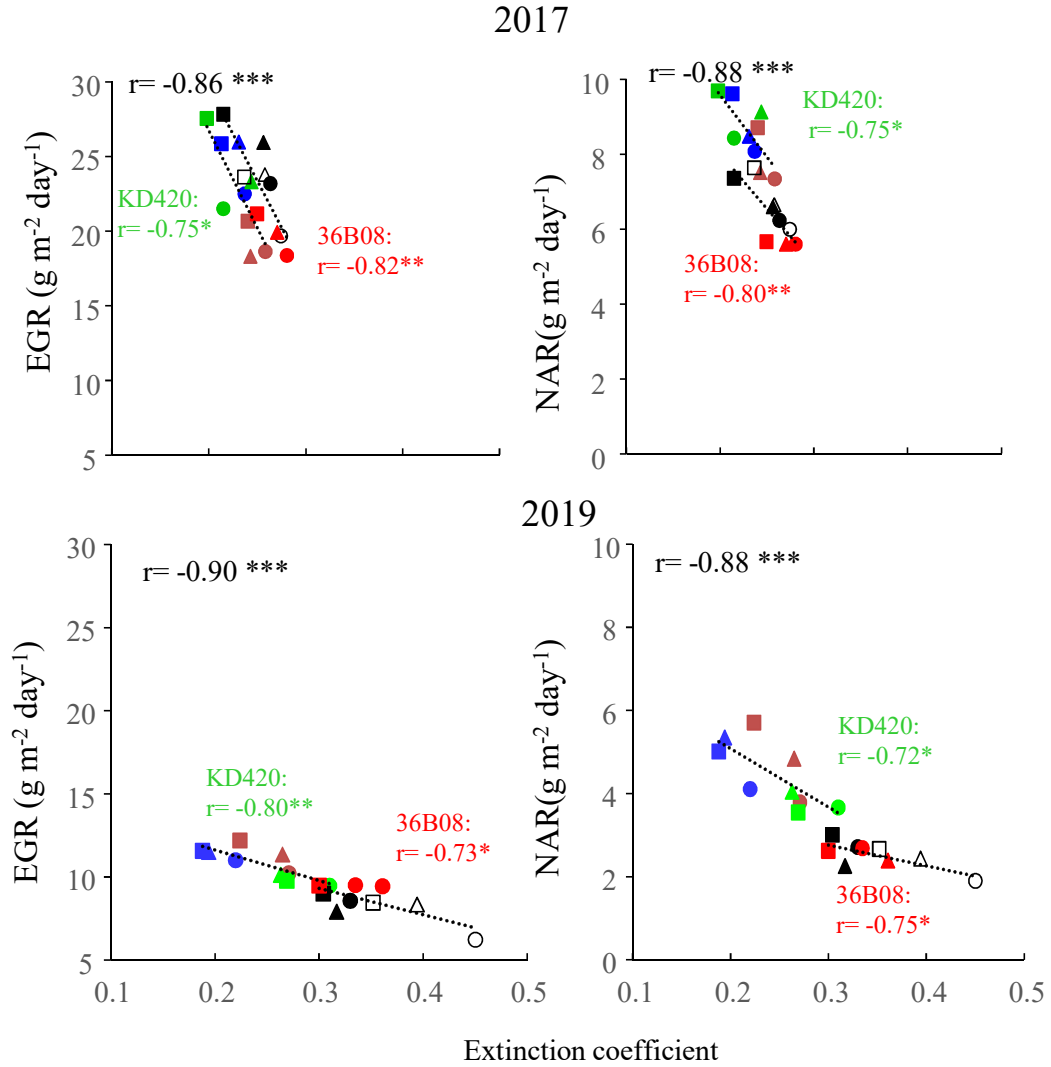 2017
r= -0.86 ***
30
25
20
15
10
5
EGR (g m-2 day-1)
KD420:
r= -0.75*
36B08:
r= -0.82**
r= -0.88 ***
10
8
6
4
2
0
NAR(g m-2 day-1)
KD420:
r= -0.75*
36B08:
r= -0.80**
2019
r= -0.90 ***
30
25
20
15
10
5
EGR (g m-2 day-1)
KD420:
r= -0.80**
36B08:
r= -0.73*
0.1 0.2 0.3 0.4 0.5
r= -0.88 ***
10
8
6
4
2
0
NAR(g m-2 day-1)
KD420:
r= -0.72*
36B08:
r= -0.75*
0.1 0.2 0.3 0.4 0.5
Extinction coefficient